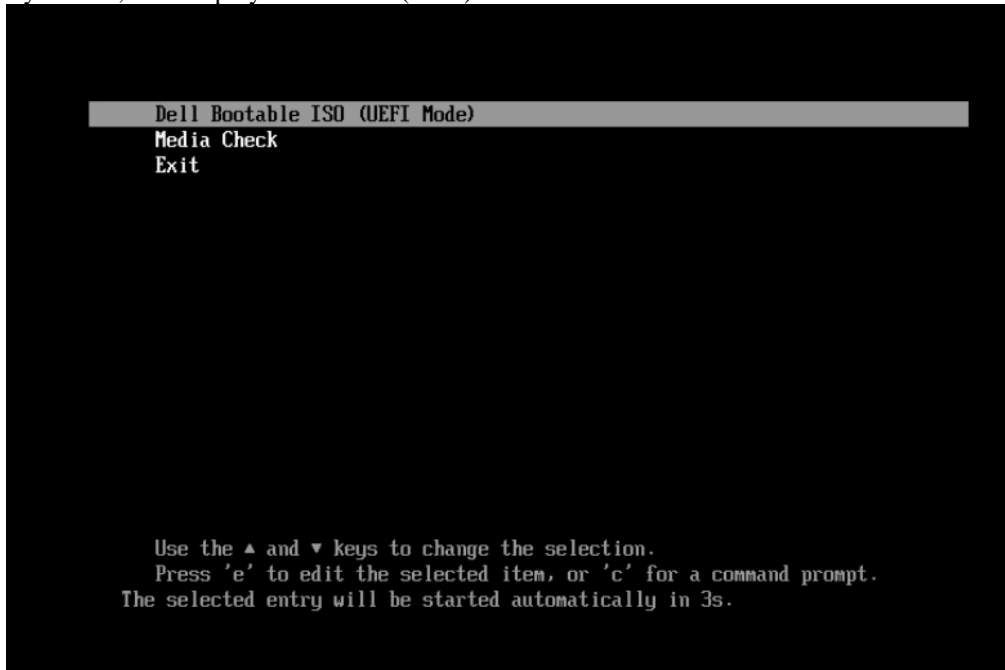 Dell Bootable ISO (UEFI Mode)
Media Check
Exit
Use the ▲ and ▼ keys to change the selection.
Press 'e' to edit the selected item, or 'c' for a command prompt.
The selected entry will be started automatically in 3s.